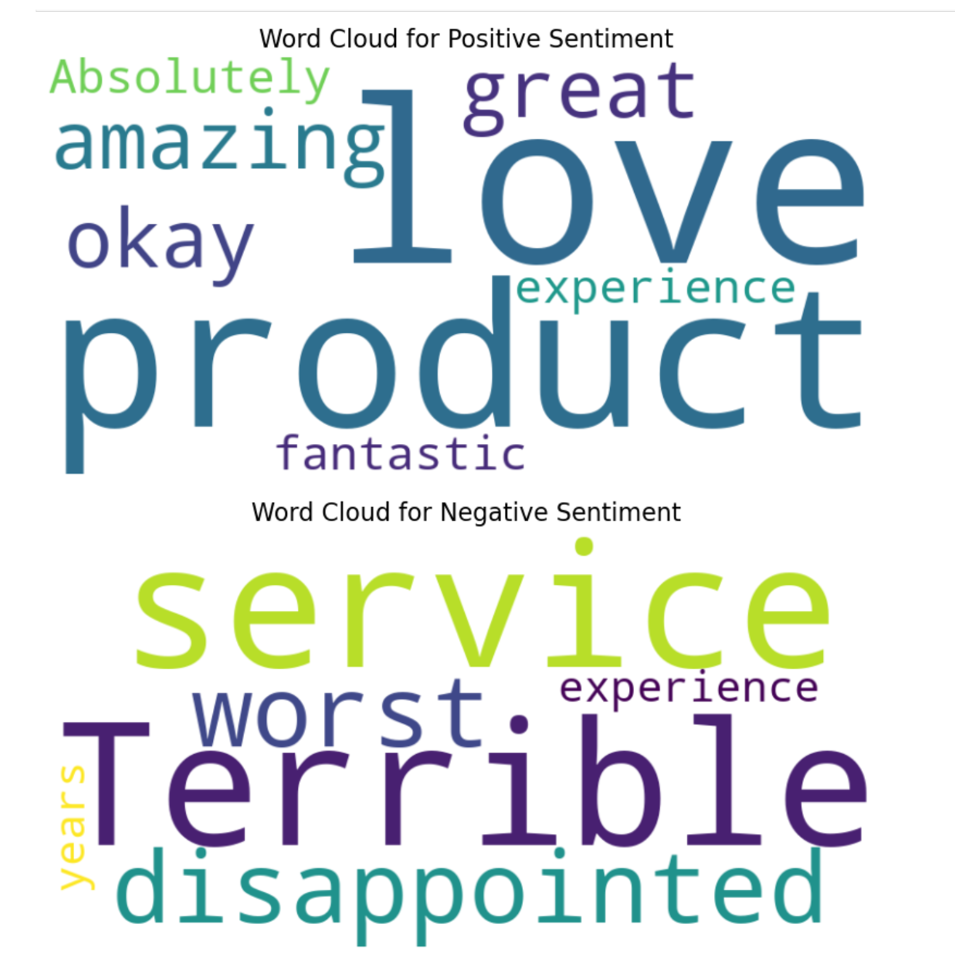 Word Cloud for Positive Sentiment
Absolutely
great
amazing
love
okay
experience
product
fantastic
Word Cloud for Negative Sentiment
service
experience
worst
Terrible
years
disappointed